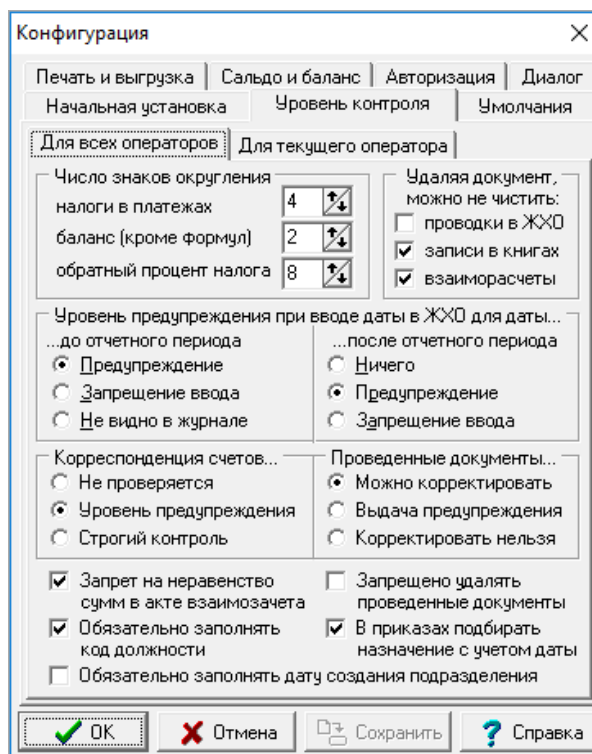 Конфигурация
Печать и выгрузка Сальдо и баланс Авторизация Диалог
Начальная установка Уровень контроля Умолчания
Для всех операторов Для текущего оператора
Число знаков округления
налоги в платежах 4
баланс (кроме формул) 2
обратный процент налога 8
Удаляя документ,
можно не чистить:
проводки в ЖХО
записи в книгах
взаиморасчеты
Уровень предупреждения при вводе даты в ЖХО для даты...
...до отчетного периода
Предупреждение
Запрещение ввода
Не видно в журнале
...после отчетного периода
Ничего
Предупреждение
Запрещение ввода
Корреспонденция счетов...
Не проверяется
Уровень предупреждения
Строгий контроль
Проведенные документы...
Можно корректировать
Выдача предупреждения
Корректировать нельзя
Запрет на неравенство
сумм в акте взаимозачета
Обязательно заполнять
код должности
Запрещено удалять
проведенные документы
В приказах подбирать
назначение с учетом даты
Обязательно заполнять дату создания подразделения
OK Отмена Сохранить Справка